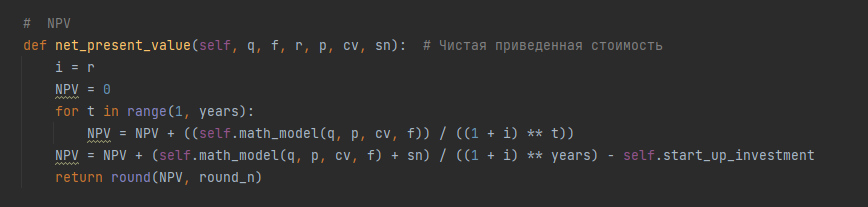 #  NPV
def net_present_value(self, q, f, r, p, cv, sn):  # Чистая приведенная стоимость
    i = r
    NPV = 0
    for t in range(1, years):
        NPV = NPV + ((self.math_model(q, p, cv, f)) / ((1 + i) ** t))
    NPV = NPV + (self.math_model(q, p, cv, f) + sn) / ((1 + i) ** years) - self.start_up_investment
    return round(NPV, round_n)